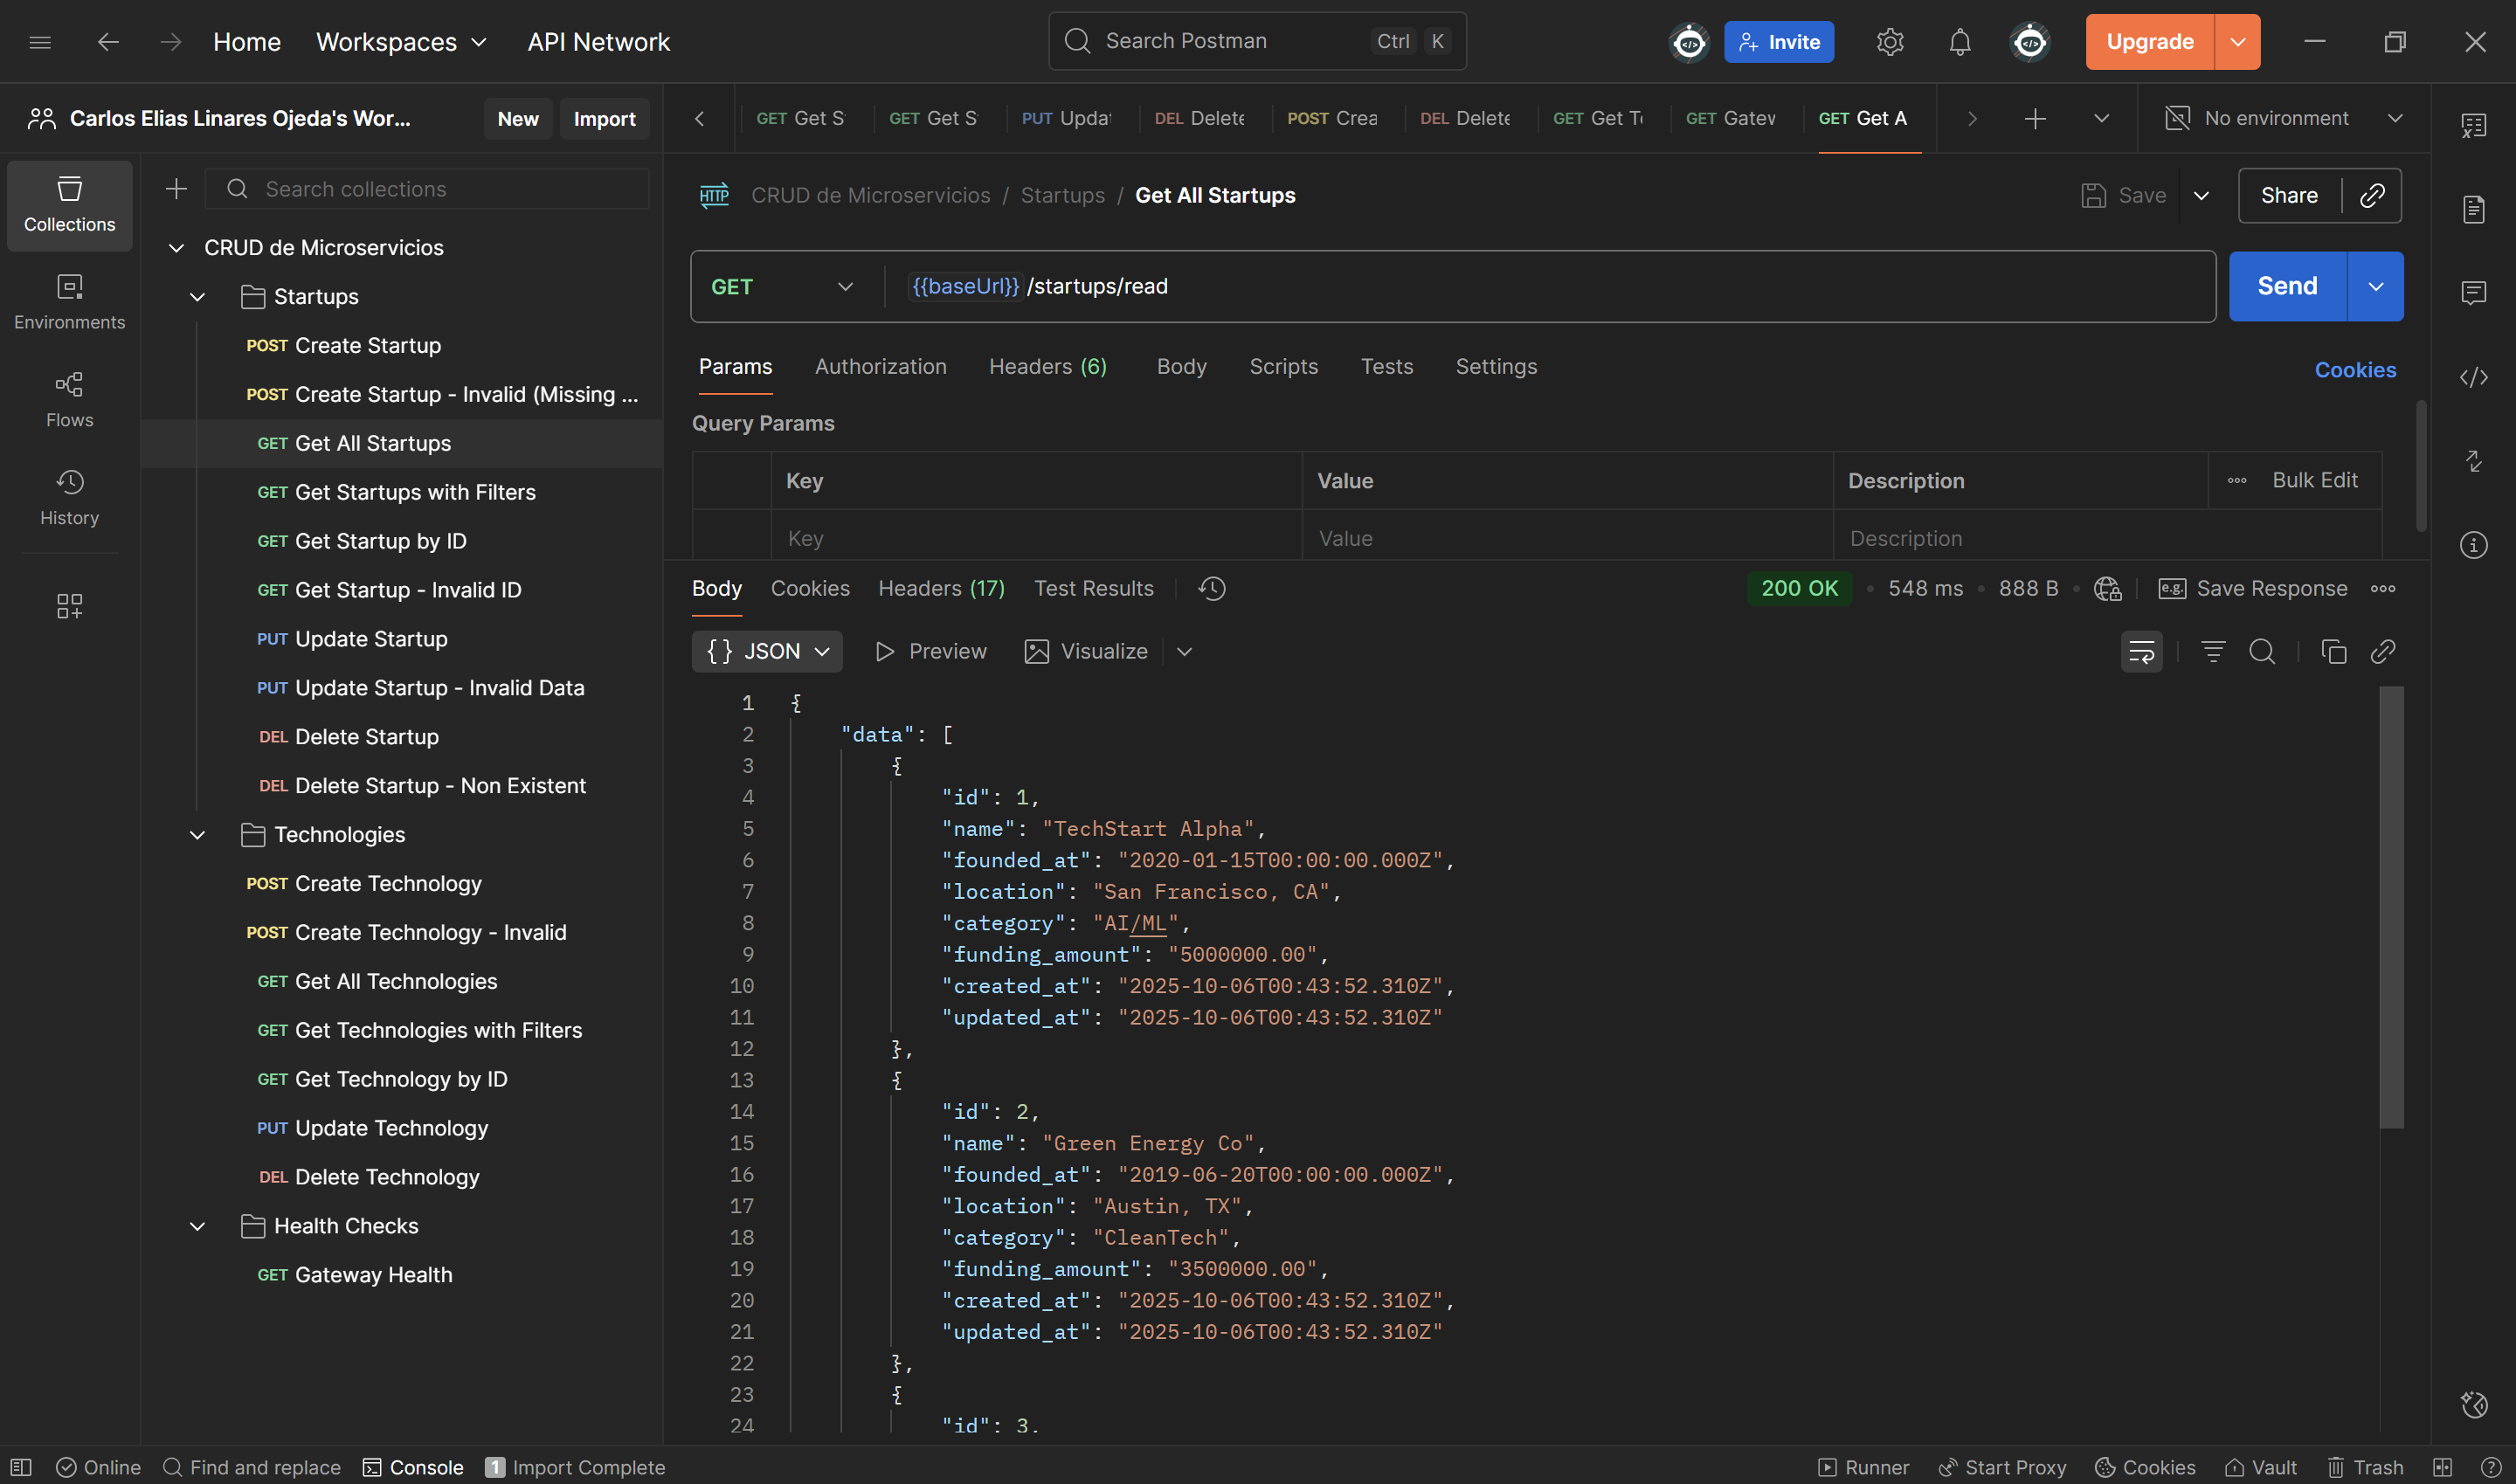 Home
Workspaces
API Network
Search Postman
Ctrl K
Invite
Upgrade
Carlos Elias Linares Ojeda's Wor...
New
Import
GET Get S
GET Get S
PUT Updat
DEL Delete
POST Crea
DEL Delete
GET Get Te
GET Gatew
GET Get A
No environment
Collections
Environments
Flows
History
Search collections
CRUD de Microservicios
Startups
POST Create Startup
POST Create Startup - Invalid (Missing ...
GET Get All Startups
GET Get Startups with Filters
GET Get Startup by ID
GET Get Startup - Invalid ID
PUT Update Startup
PUT Update Startup - Invalid Data
DEL Delete Startup
DEL Delete Startup - Non Existent
Technologies
POST Create Technology
POST Create Technology - Invalid
GET Get All Technologies
GET Get Technologies with Filters
GET Get Technology by ID
PUT Update Technology
DEL Delete Technology
Health Checks
GET Gateway Health
HTTP CRUD de Microservicios / Startups / Get All Startups
Save
Share
GET
{{baseUrl}}/startups/read
Send
Params
Authorization
Headers (6)
Body
Scripts
Tests
Settings
Cookies
Query Params
Key Value Description Bulk Edit
Key Value Description
Body
Cookies
Headers (17)
Test Results
200 OK • 548 ms • 888 B •
e.g. Save Response
{} JSON
Preview
Visualize
1 {
2 "data": [
3 {
4 "id": 1,
5 "name": "TechStart Alpha",
6 "founded_at": "2020-01-15T00:00:00.000Z",
7 "location": "San Francisco, CA",
8 "category": "AI/ML",
9 "funding_amount": "5000000.00",
10 "created_at": "2025-10-06T00:43:52.310Z",
11 "updated_at": "2025-10-06T00:43:52.310Z"
12 },
13 {
14 "id": 2,
15 "name": "Green Energy Co",
16 "founded_at": "2019-06-20T00:00:00.000Z",
17 "location": "Austin, TX",
18 "category": "CleanTech",
19 "funding_amount": "3500000.00",
20 "created_at": "2025-10-06T00:43:52.310Z",
21 "updated_at": "2025-10-06T00:43:52.310Z"
22 },
23 {
24 "id": 3,
Online
Find and replace
Console
1 Import Complete
Runner
Start Proxy
Cookies
Vault
Trash